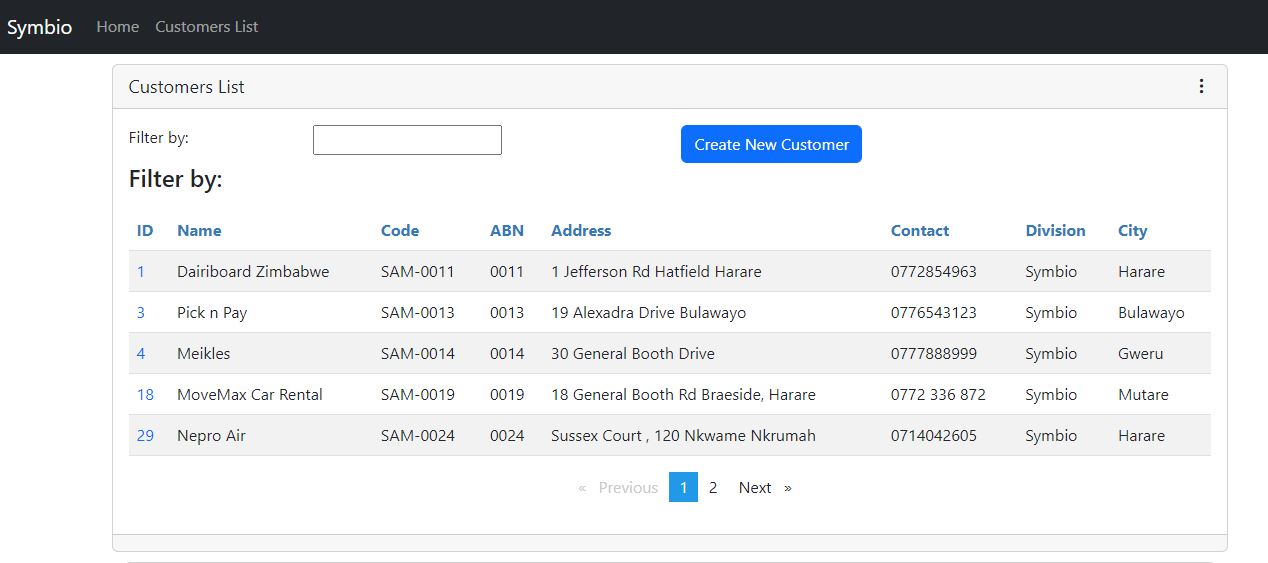 Symbio Home Customers List
Customers List
Filter by: Create New Customer
Filter by:
ID Name Code ABN Address Contact Division City
1 Dairiboard Zimbabwe SAM-0011 0011 1 Jefferson Rd Hatfield Harare 0772854963 Symbio Harare
3 Pick n Pay SAM-0013 0013 19 Alexadra Drive Bulawayo 0776543123 Symbio Bulawayo
4 Meikles SAM-0014 0014 30 General Booth Drive 0777888999 Symbio Gweru
18 MoveMax Car Rental SAM-0019 0019 18 General Booth Rd Braeside, Harare 0772 336 872 Symbio Mutare
29 Nepro Air SAM-0024 0024 Sussex Court , 120 Nkwame Nkrumah 0714042605 Symbio Harare
« Previous 1 2 Next »